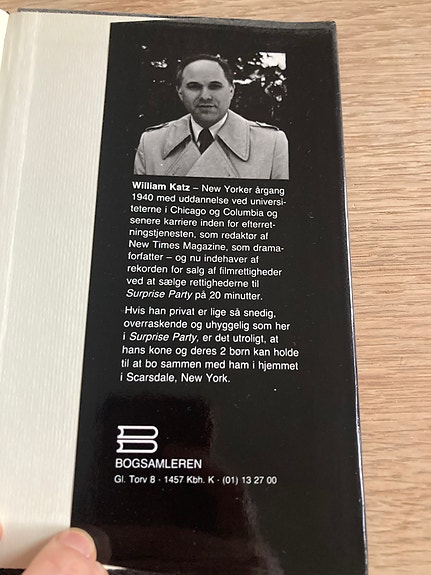 William Katz – New Yorker årgang
1940 med uddannelse ved universi-
teterne i Chicago og Columbia og
senere karriere inden for efterret-
ningstjenesten, som redaktør af
New Times Magazine, som drama-
forfatter – og nu indehaver af
rekorden for salg af filmrettigheder
ved at sælge rettighederne til
Surprise Party på 20 minutter.
Hvis han privat er lige så snedig,
overraskende og uhyggelig som her
i Surprise Party, er det utroligt, at
hans kone og deres 2 børn kan holde
til at bo sammen med ham i hjemmet
i Scarsdale, New York.
BOGSAMLEREN
Gl. Torv 8 · 1457 Kbh. K · (01) 13 27 00